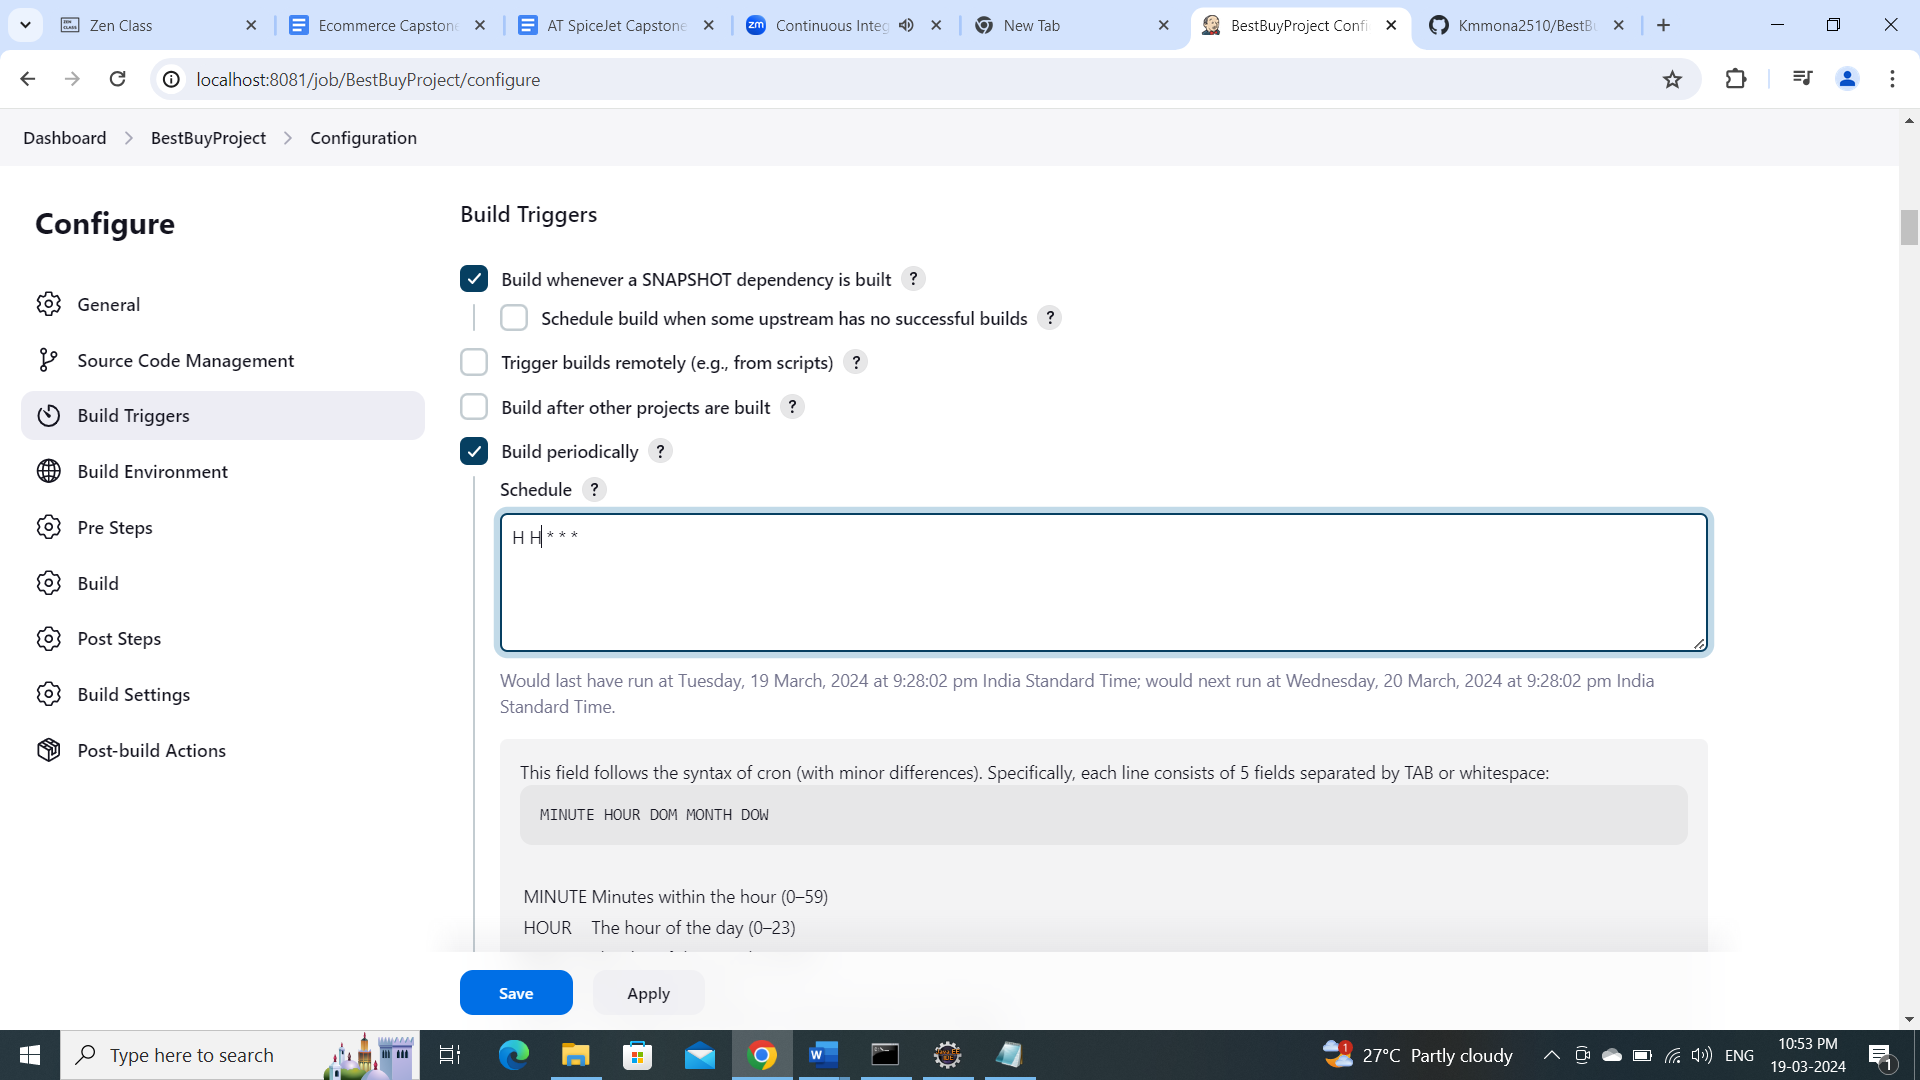 Zen Class
Ecommerce Capstone
AT SpiceJet Capstone
zm Continuous Integ
New Tab
BestBuyProject Confi
Kmmona2510/BestBu
localhost:8081/job/BestBuyProject/configure
Dashboard > BestBuyProject > Configuration
Configure
General
Source Code Management
Build Triggers
Build Environment
Pre Steps
Build
Post Steps
Build Settings
Post-build Actions
Build Triggers
Build whenever a SNAPSHOT dependency is built ?
Schedule build when some upstream has no successful builds ?
Trigger builds remotely (e.g., from scripts) ?
Build after other projects are built ?
Build periodically ?
Schedule ?
H H * * *
Would last have run at Tuesday, 19 March, 2024 at 9:28:02 pm India Standard Time; would next run at Wednesday, 20 March, 2024 at 9:28:02 pm India
Standard Time.
This field follows the syntax of cron (with minor differences). Specifically, each line consists of 5 fields separated by TAB or whitespace:
MINUTE HOUR DOM MONTH DOW
MINUTE Minutes within the hour (0–59)
HOUR The hour of the day (0–23)
Save
Apply
Type here to search
1
27°C Partly cloudy
ENG
10:53 PM
19-03-2024
1